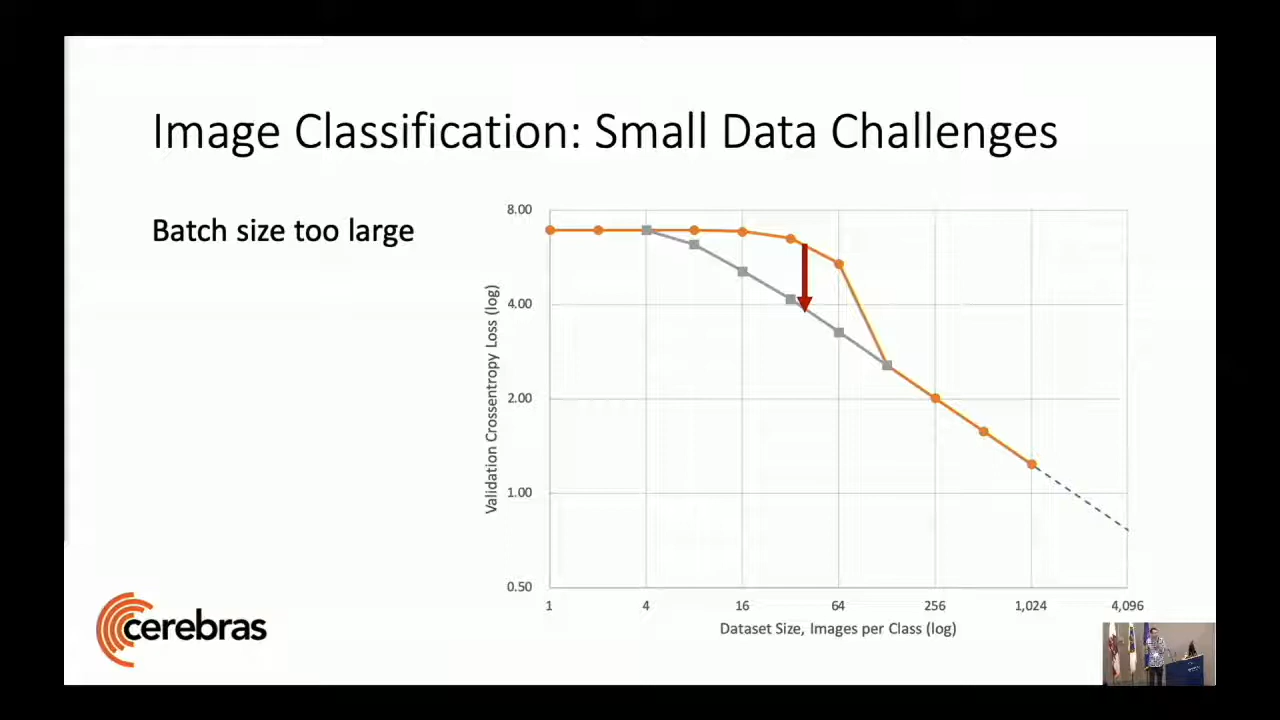 Image Classification: Small Data Challenges
Batch size too large
Validation Crossentropy Loss (log)
8.00
4.00
2.00
1.00
0.50
1
4
16
64
256
1,024
4,096
Dataset Size, Images per Class (log)
cerebras